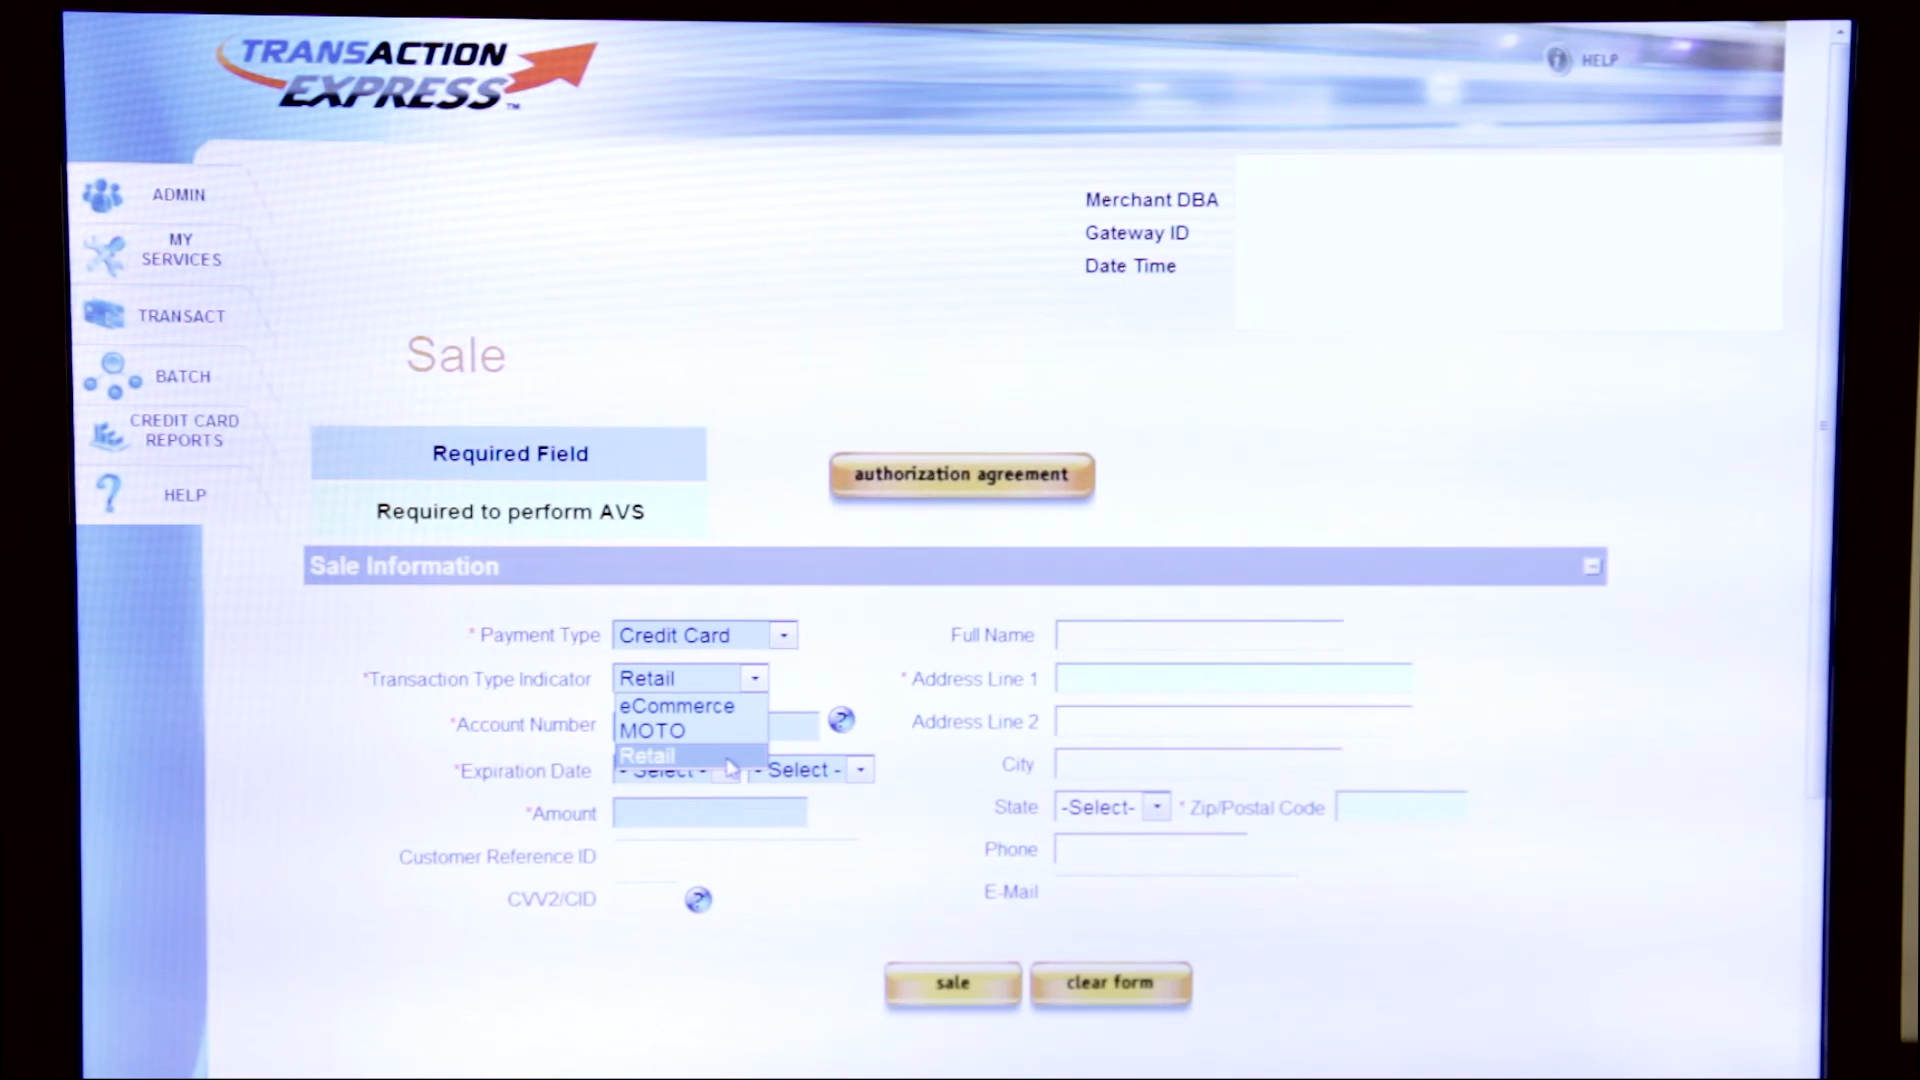 TRANSACTION
EXPRESS™
HELP
ADMIN
MY
SERVICES
TRANSACT
BATCH
CREDIT CARD
REPORTS
HELP
Merchant DBA
Gateway ID
Date Time
Sale
Required Field
Required to perform AVS
authorization agreement
Sale Information
* Payment Type Credit Card
*Transaction Type Indicator Retail
eCommerce
MOTO
Retail
*Account Number
*Expiration Date - Select - - Select -
*Amount
Customer Reference ID
CVV2/CID
Full Name
* Address Line 1
Address Line 2
City
State -Select- * Zip/Postal Code
Phone
E-Mail
sale clear form